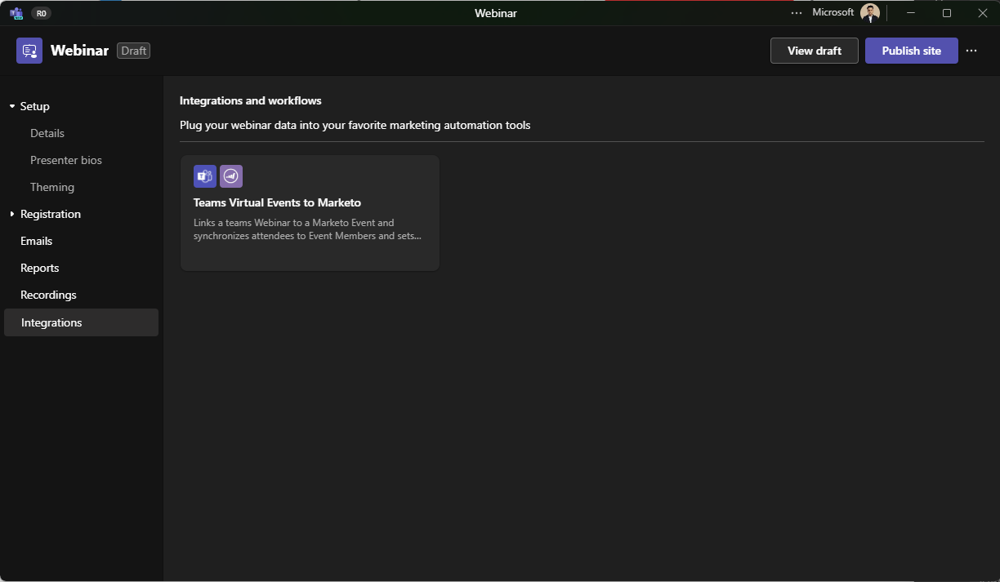 R0
Webinar
Microsoft
Webinar
Draft
View draft
Publish site
Setup
Details
Presenter bios
Theming
Registration
Emails
Reports
Recordings
Integrations
Integrations and workflows
Plug your webinar data into your favorite marketing automation tools
Teams Virtual Events to Marketo
Links a teams Webinar to a Marketo Event and
synchronizes attendees to Event Members and sets...